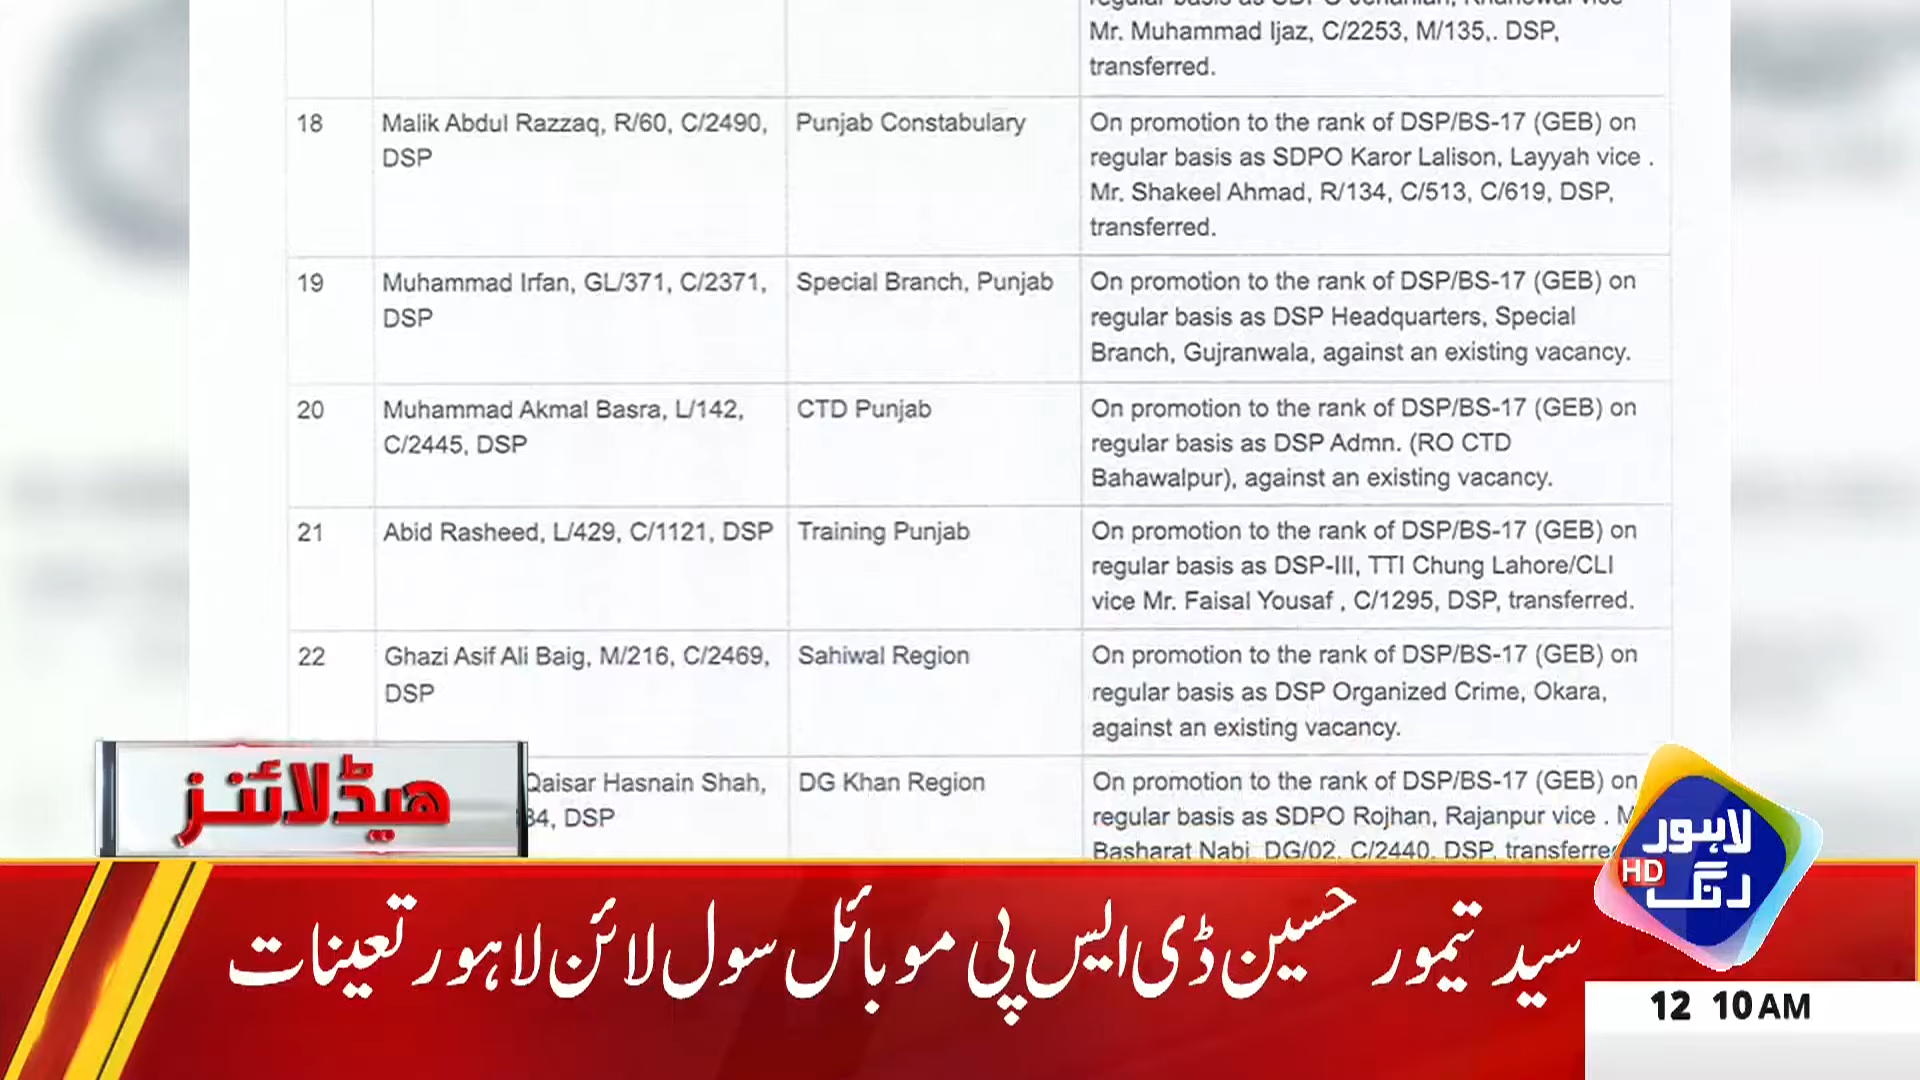 Mr. Muhammad Ijaz, C/2253, M/135,. DSP,
transferred.
18
Malik Abdul Razzaq, R/60, C/2490,
DSP
Punjab Constabulary
On promotion to the rank of DSP/BS-17 (GEB) on
regular basis as SDPO Karor Lalison, Layyah vice .
Mr. Shakeel Ahmad, R/134, C/513, C/619, DSP,
transferred.
19
Muhammad Irfan, GL/371, C/2371,
DSP
Special Branch, Punjab
On promotion to the rank of DSP/BS-17 (GEB) on
regular basis as DSP Headquarters, Special
Branch, Gujranwala, against an existing vacancy.
20
Muhammad Akmal Basra, L/142,
C/2445, DSP
CTD Punjab
On promotion to the rank of DSP/BS-17 (GEB) on
regular basis as DSP Admn. (RO CTD
Bahawalpur), against an existing vacancy.
21
Abid Rasheed, L/429, C/1121, DSP
Training Punjab
On promotion to the rank of DSP/BS-17 (GEB) on
regular basis as DSP-III, TTI Chung Lahore/CLI
vice Mr. Faisal Yousaf , C/1295, DSP, transferred.
22
Ghazi Asif Ali Baig, M/216, C/2469,
DSP
Sahiwal Region
On promotion to the rank of DSP/BS-17 (GEB) on
regular basis as DSP Organized Crime, Okara,
against an existing vacancy.
Qaisar Hasnain Shah,
34, DSP
DG Khan Region
On promotion to the rank of DSP/BS-17 (GEB) on
regular basis as SDPO Rojhan, Rajanpur vice .
Basharat Nabi, DG/02, C/2440, DSP, transferred
ہیڈلائنز
لاہور
رنگ
HD
سید تیمور حسین ڈی ایس پی موبائل سول لائن لاہور تعینات
12 10 AM